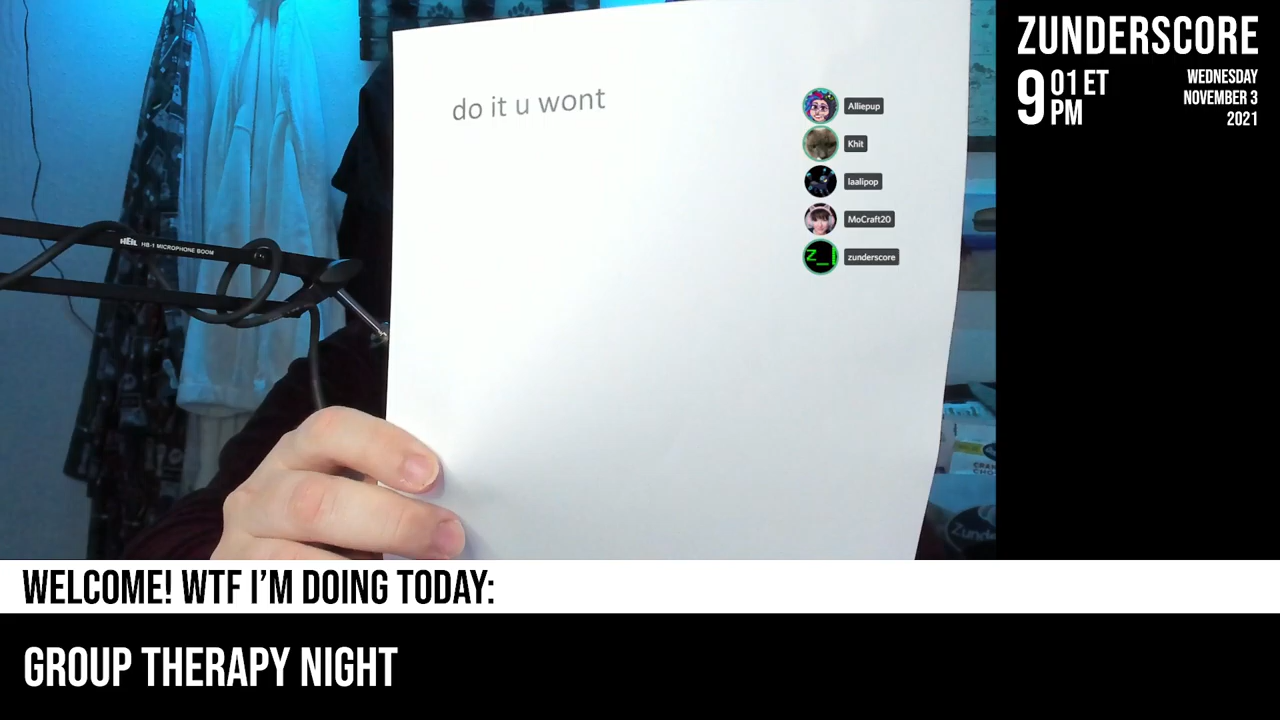 do it u wont
Alliepup
Khit
laalipop
MoCraft20
zunderscore
z_
HEIL HB-1 MICROPHONE BOOM
ZUNDERSCORE
9 01 ET
PM
WEDNESDAY
NOVEMBER 3
2021
WELCOME! WTF I'M DOING TODAY:
GROUP THERAPY NIGHT